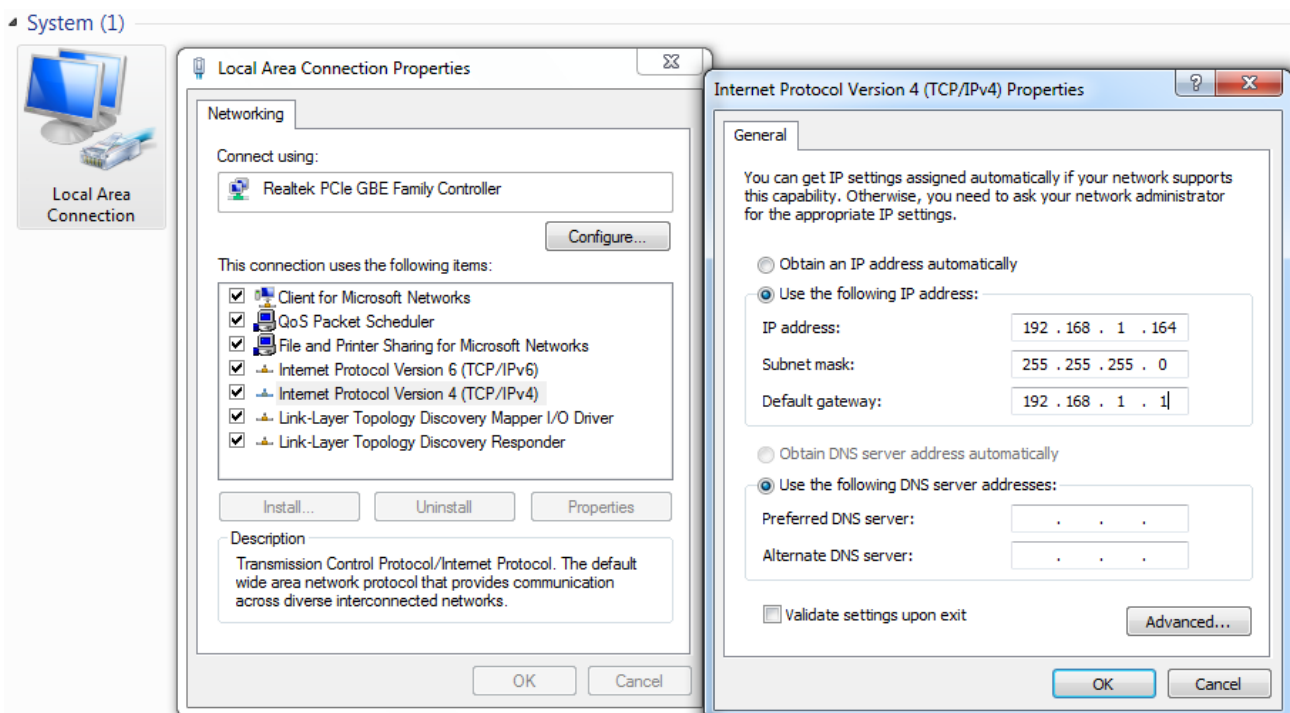 System (1)
Local Area
Connection
Local Area Connection Properties
Networking
Connect using:
Realtek PCIe GBE Family Controller
Configure...
This connection uses the following items:
Client for Microsoft Networks
QoS Packet Scheduler
File and Printer Sharing for Microsoft Networks
Internet Protocol Version 6 (TCP/IPv6)
Internet Protocol Version 4 (TCP/IPv4)
Link-Layer Topology Discovery Mapper I/O Driver
Link-Layer Topology Discovery Responder
Install...
Uninstall
Properties
Description
Transmission Control Protocol/Internet Protocol. The default
wide area network protocol that provides communication
across diverse interconnected networks.
OK
Cancel
Internet Protocol Version 4 (TCP/IPv4) Properties
General
You can get IP settings assigned automatically if your network supports
this capability. Otherwise, you need to ask your network administrator
for the appropriate IP settings.
Obtain an IP address automatically
Use the following IP address:
IP address: 192 . 168 . 1 . 164
Subnet mask: 255 . 255 . 255 . 0
Default gateway: 192 . 168 . 1 . 1
Obtain DNS server address automatically
Use the following DNS server addresses:
Preferred DNS server: . . .
Alternate DNS server: . . .
Validate settings upon exit
Advanced...
OK
Cancel